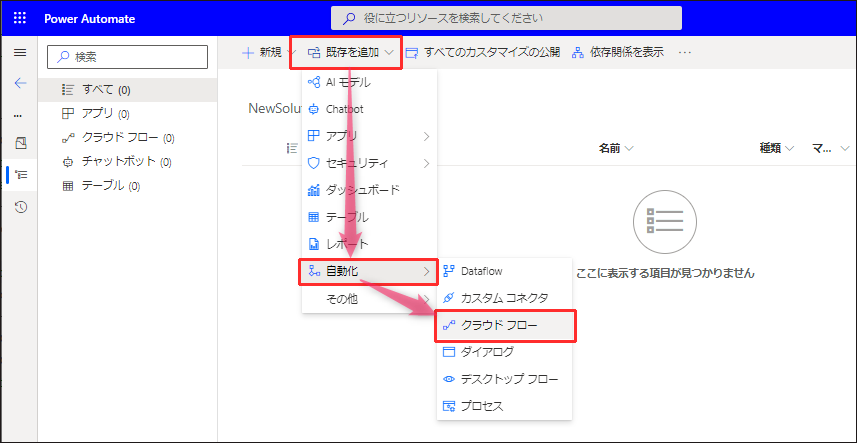 Power Automate
役に立つリソースを検索してください
検索
すべて (0)
アプリ (0)
クラウド フロー (0)
チャットボット (0)
テーブル (0)
新規
既存を追加
すべてのカスタマイズの公開
依存関係を表示
NewSolut
名前
種類
マ...
AI モデル
Chatbot
アプリ
セキュリティ
ダッシュボード
テーブル
レポート
自動化
その他
Dataflow
カスタム コネクタ
クラウド フロー
ダイアログ
デスクトップ フロー
プロセス
ここに表示する項目が見つかりません